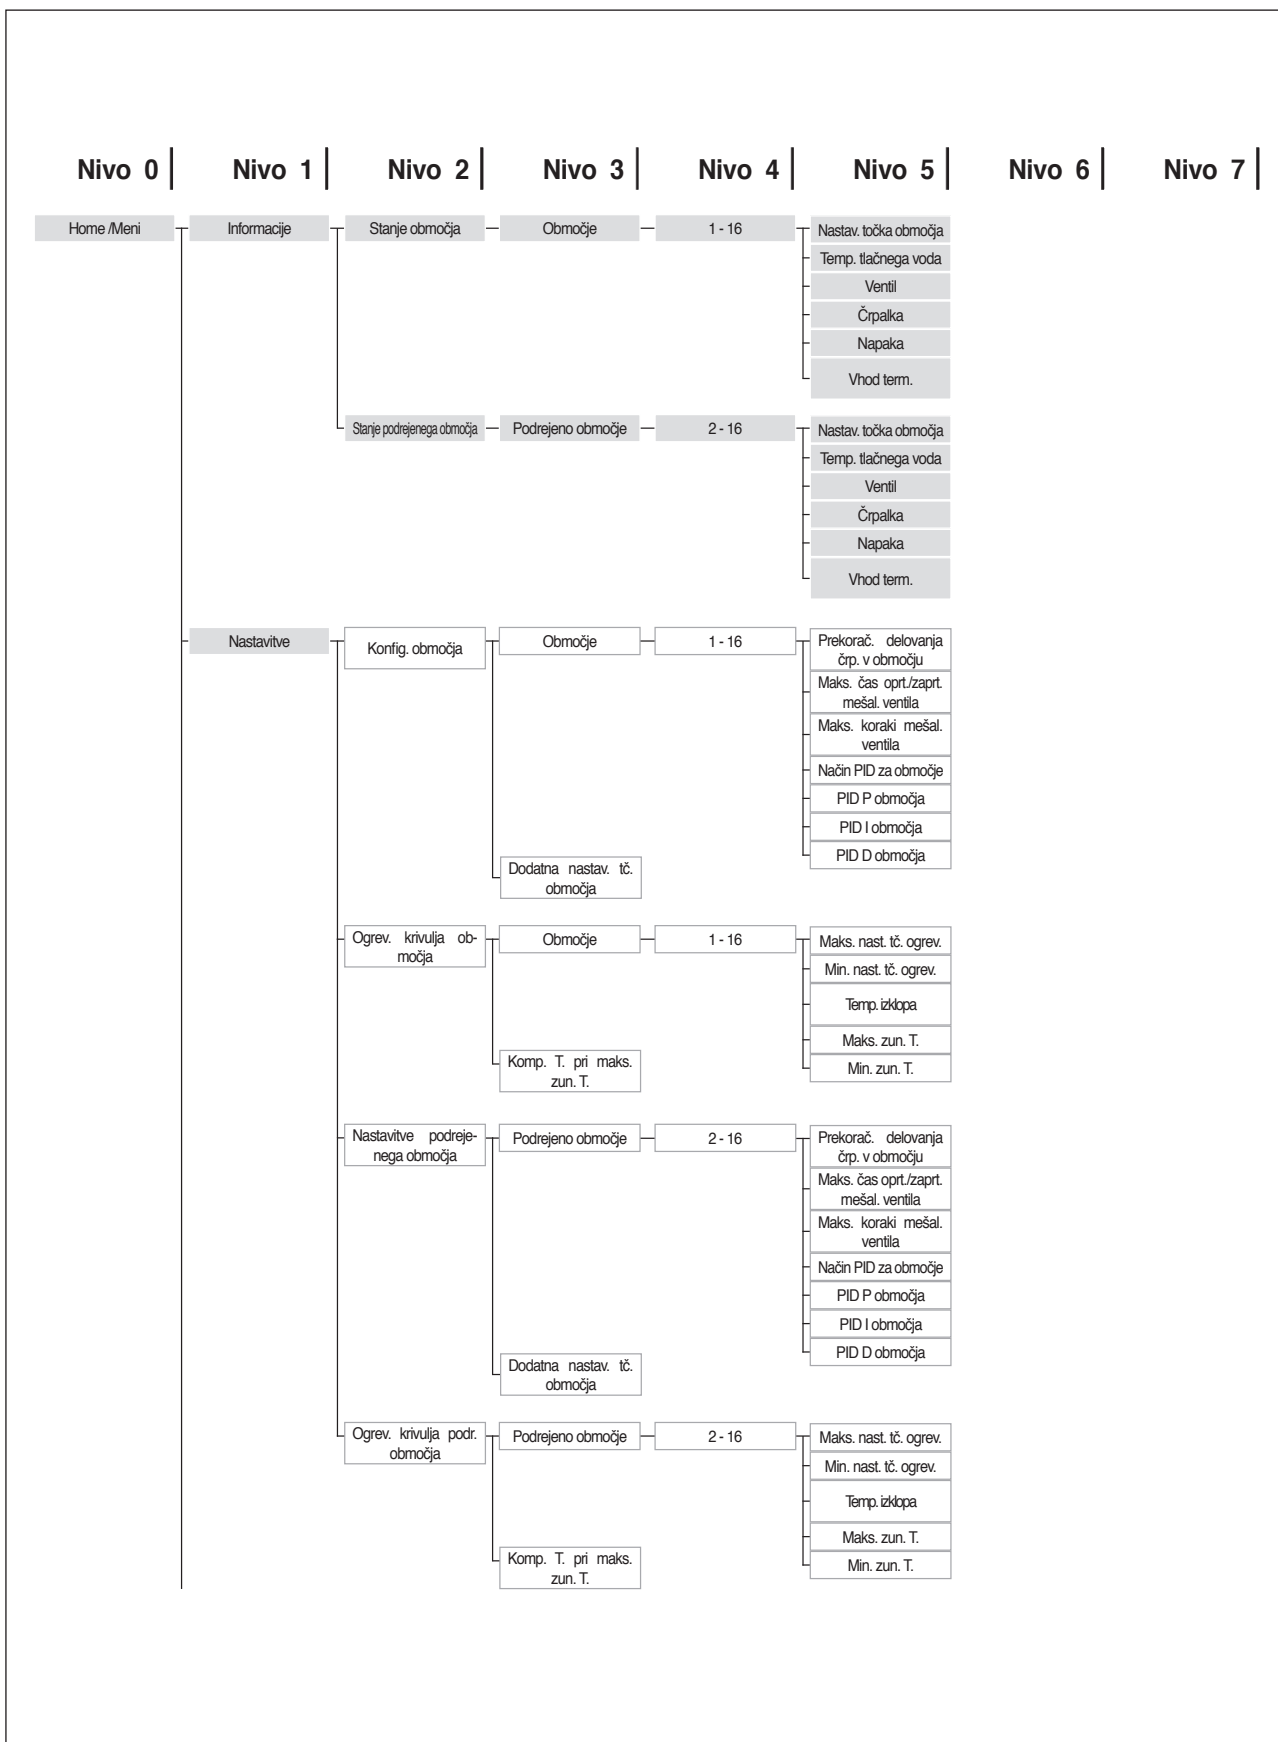 Nivo 0 Nivo 1 Nivo 2 Nivo 3 Nivo 4 Nivo 5 Nivo 6 Nivo 7
Home /Meni Informacije Stanje območja Območje 1 - 16 Nastav. točka območja
Temp. tlačnega voda
Ventil
Črpalka
Napaka
Vhod term.
Stanje podrejenega območja Podrejeno območje 2 - 16 Nastav. točka območja
Temp. tlačnega voda
Ventil
Črpalka
Napaka
Vhod term.
Nastavitve Konfig. območja Območje 1 - 16 Prekorač. delovanja
črp. v območju
Maks. čas oprt./zaprt.
mešal. ventila
Maks. koraki mešal.
ventila
Način PID za območje
PID P območja
PID I območja
PID D območja
Dodatna nastav. tč.
območja
Ogrev. krivulja ob-
močja
Območje 1 - 16 Maks. nast. tč. ogrev.
Min. nast. tč. ogrev.
Temp. izklopa
Maks. zun. T.
Min. zun. T.
Komp. T. pri maks.
zun. T.
Nastavitve podreje-
nega območja
Podrejeno območje 2 - 16 Prekorač. delovanja
črp. v območju
Maks. čas oprt./zaprt.
mešal. ventila
Maks. koraki mešal.
ventila
Način PID za območje
PID P območja
PID I območja
PID D območja
Dodatna nastav. tč.
območja
Ogrev. krivulja podr.
območja
Podrejeno območje 2 - 16 Maks. nast. tč. ogrev.
Min. nast. tč. ogrev.
Temp. izklopa
Maks. zun. T.
Min. zun. T.
Komp. T. pri maks.
zun. T.